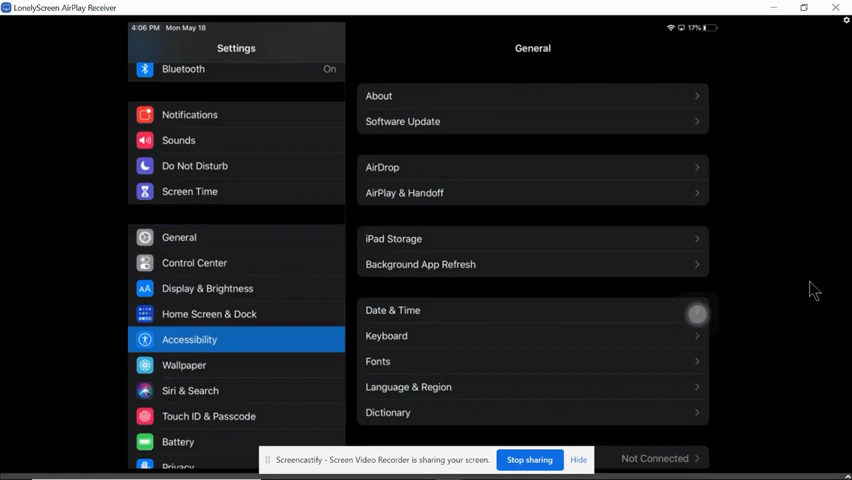 LonelyScreen AirPlay Receiver
4:06 PM Mon May 18
17%
Settings
General
Bluetooth On
Notifications
Sounds
Do Not Disturb
Screen Time
General
Control Center
AA Display & Brightness
Home Screen & Dock
Accessibility
Wallpaper
Siri & Search
Touch ID & Passcode
Battery
Privacy
About
Software Update
AirDrop
AirPlay & Handoff
iPad Storage
Background App Refresh
Date & Time
Keyboard
Fonts
Language & Region
Dictionary
Not Connected
Screencastify - Screen Video Recorder is sharing your screen.
Stop sharing
Hide